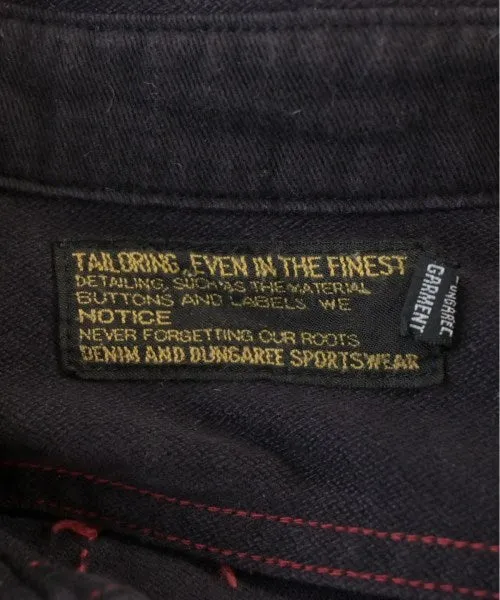 TAILORING, EVEN IN THE FINEST
DETAILING, SUCH AS THE MATERIAL
BUTTONS AND LABELS, WE
NOTICE
NEVER FORGETTING OUR ROOTS
DENIM AND DUNGAREE SPORTSWEAR
DUNGAREE
GARMENT